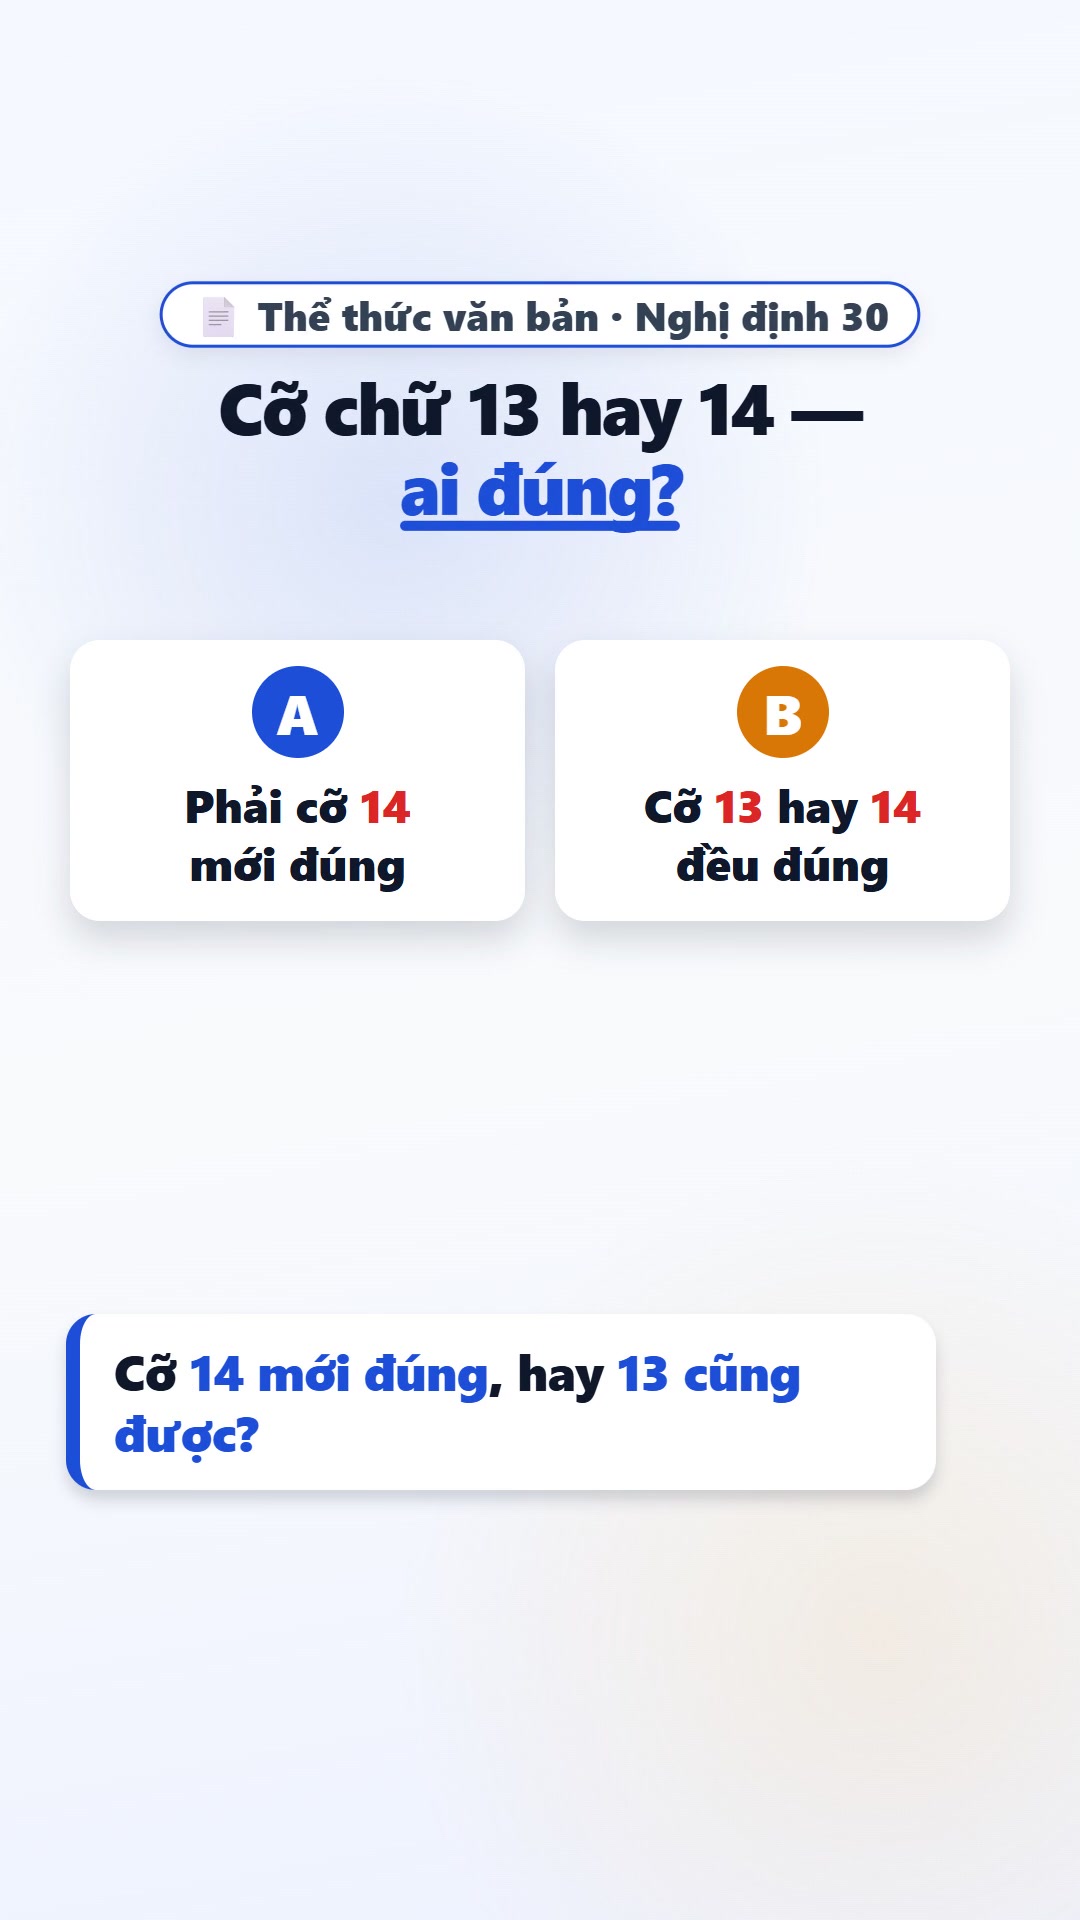 Thể thức văn bản · Nghị định 30
Cỡ chữ 13 hay 14 —
ai đúng?
A
Phải cỡ 14
mới đúng
B
Cỡ 13 hay 14
đều đúng
Cỡ 14 mới đúng, hay 13 cũng
được?